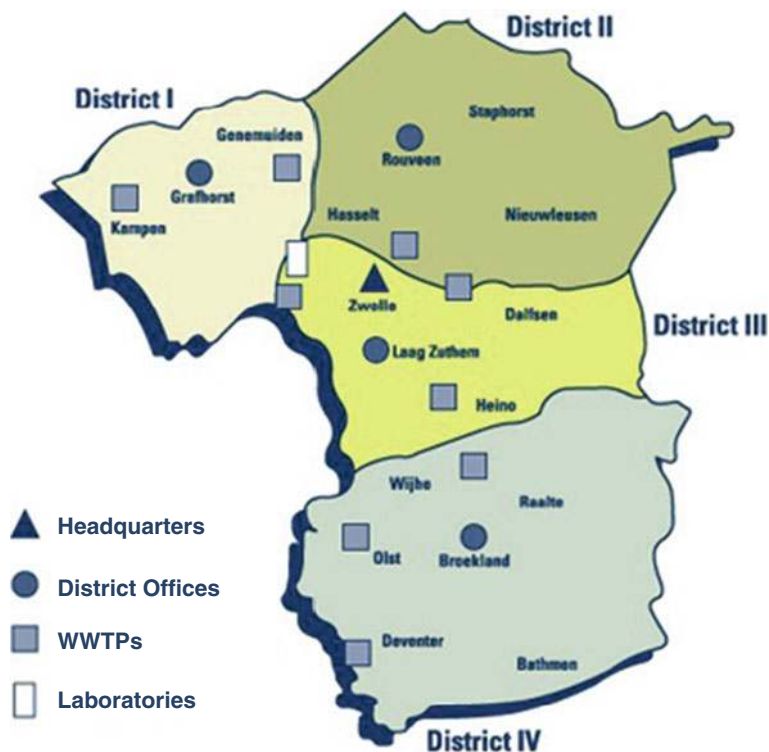 District II
District I
Staphorst
Genemuiden
Rouveen
Grafhorst
Hasselt
Nieuwleusen
Kampen
Zwolle
Dalfsen
District III
Laag Zuthem
Heino
Wijhe
Raalte
Headquarters
Olst
Broekland
District Offices
WWTPs
Deventer
Bathmen
Laboratories
District IV